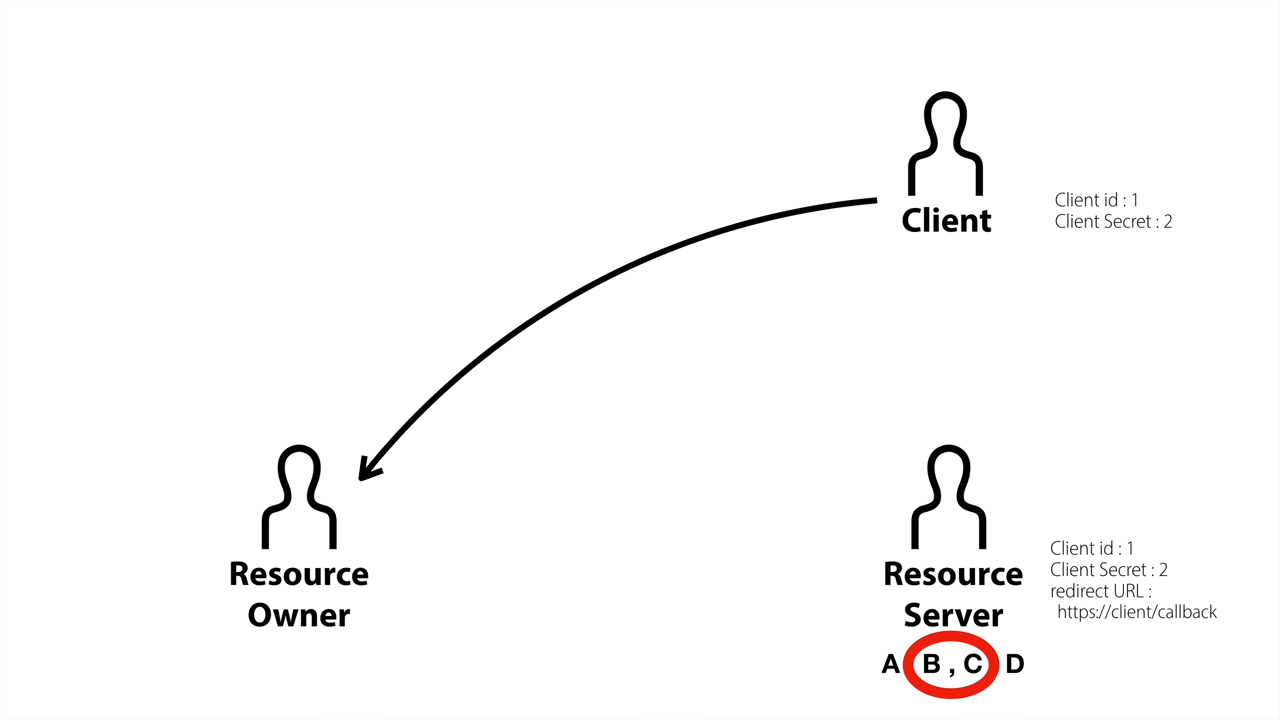 Client
Client id : 1
Client Secret : 2
Resource
Owner
Resource
Server
Client id : 1
Client Secret : 2
redirect URL :
https://client/callback
A B , C D